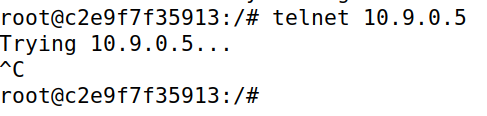 root@c2e9f7f35913:/# telnet 10.9.0.5
Trying 10.9.0.5...
^C
root@c2e9f7f35913:/#